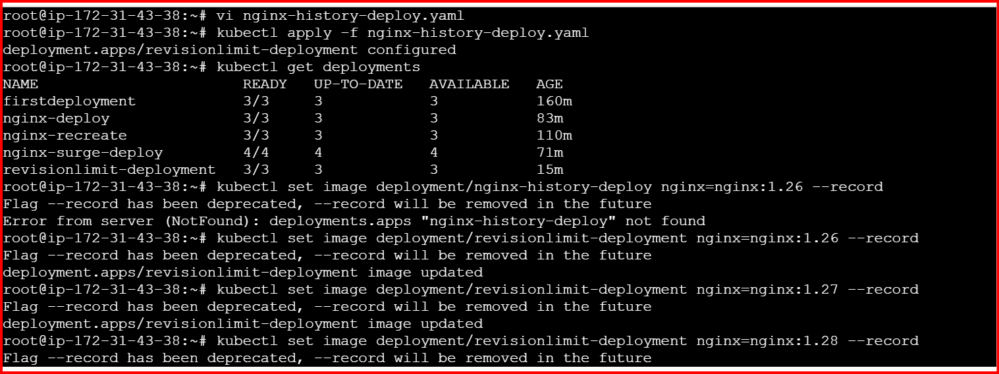 root@ip-172-31-43-38:~# vi nginx-history-deploy.yaml
root@ip-172-31-43-38:~# kubectl apply -f nginx-history-deploy.yaml
deployment.apps/revisionlimit-deployment configured
root@ip-172-31-43-38:~# kubectl get deployments
NAME                       READY   UP-TO-DATE   AVAILABLE   AGE
firstdeployment            3/3     3            3           160m
nginx-deploy               3/3     3            3           83m
nginx-recreate             3/3     3            3           110m
nginx-surge-deploy         4/4     4            4           71m
revisionlimit-deployment   3/3     3            3           15m
root@ip-172-31-43-38:~# kubectl set image deployment/nginx-history-deploy nginx=nginx:1.26 --record
Flag --record has been deprecated, --record will be removed in the future
Error from server (NotFound): deployments.apps "nginx-history-deploy" not found
root@ip-172-31-43-38:~# kubectl set image deployment/revisionlimit-deployment nginx=nginx:1.26 --record
Flag --record has been deprecated, --record will be removed in the future
deployment.apps/revisionlimit-deployment image updated
root@ip-172-31-43-38:~# kubectl set image deployment/revisionlimit-deployment nginx=nginx:1.27 --record
Flag --record has been deprecated, --record will be removed in the future
deployment.apps/revisionlimit-deployment image updated
root@ip-172-31-43-38:~# kubectl set image deployment/revisionlimit-deployment nginx=nginx:1.28 --record
Flag --record has been deprecated, --record will be removed in the future